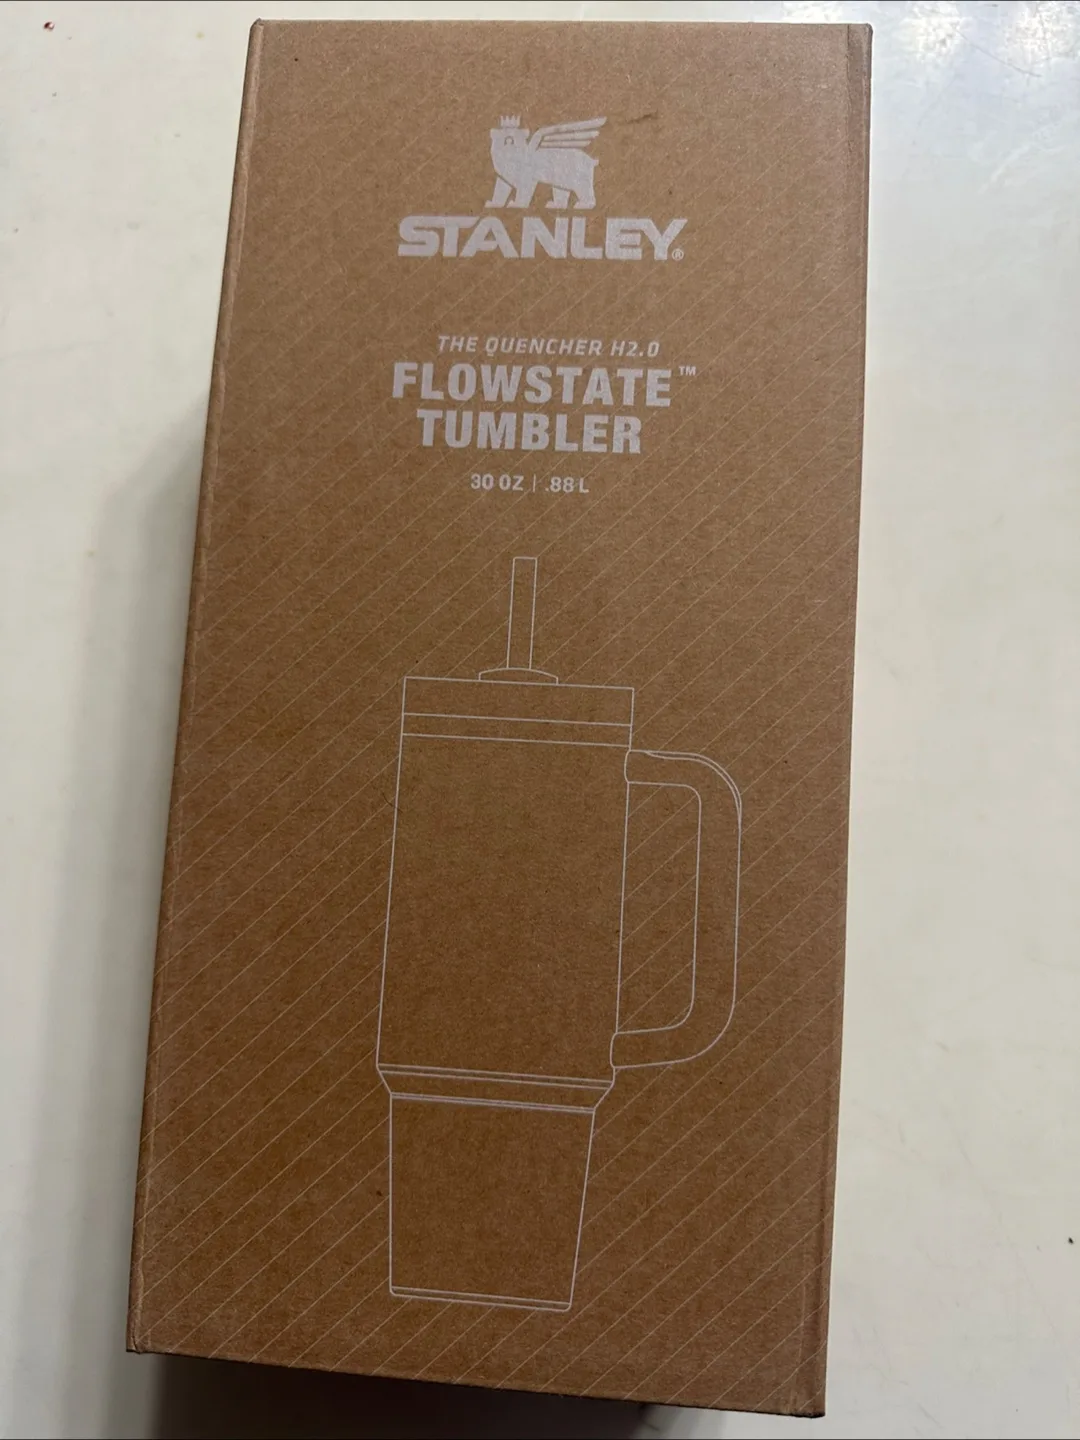 STANLEY®
THE QUENCHER H2.0
FLOWSTATE™
TUMBLER
30 OZ | .88 L